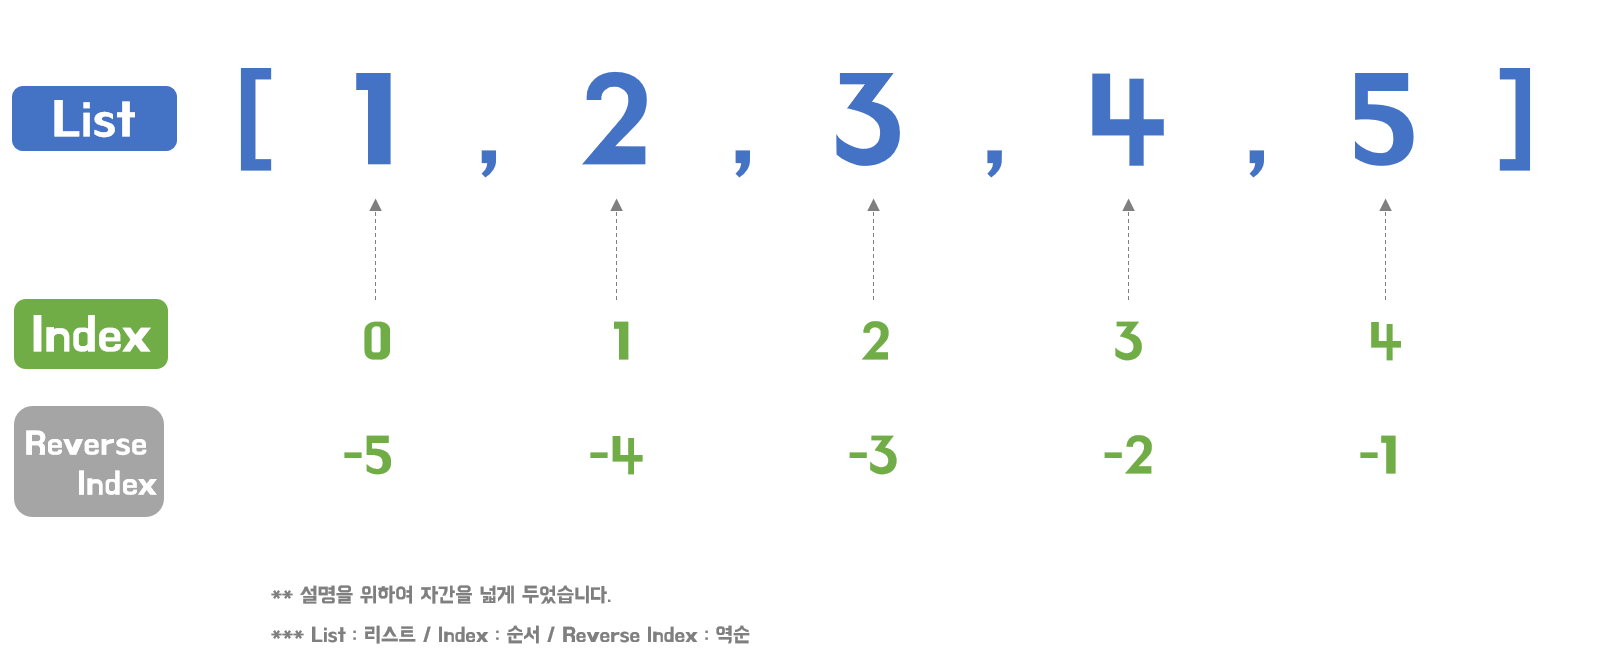 List [ 1 , 2 , 3 , 4 , 5 ]
Index 0 1 2 3 4
Reverse
Index
-5 -4 -3 -2 -1
** 설명을 위하여 자간을 넓게 두었습니다.
*** List : 리스트 / Index : 순서 / Reverse Index : 역순